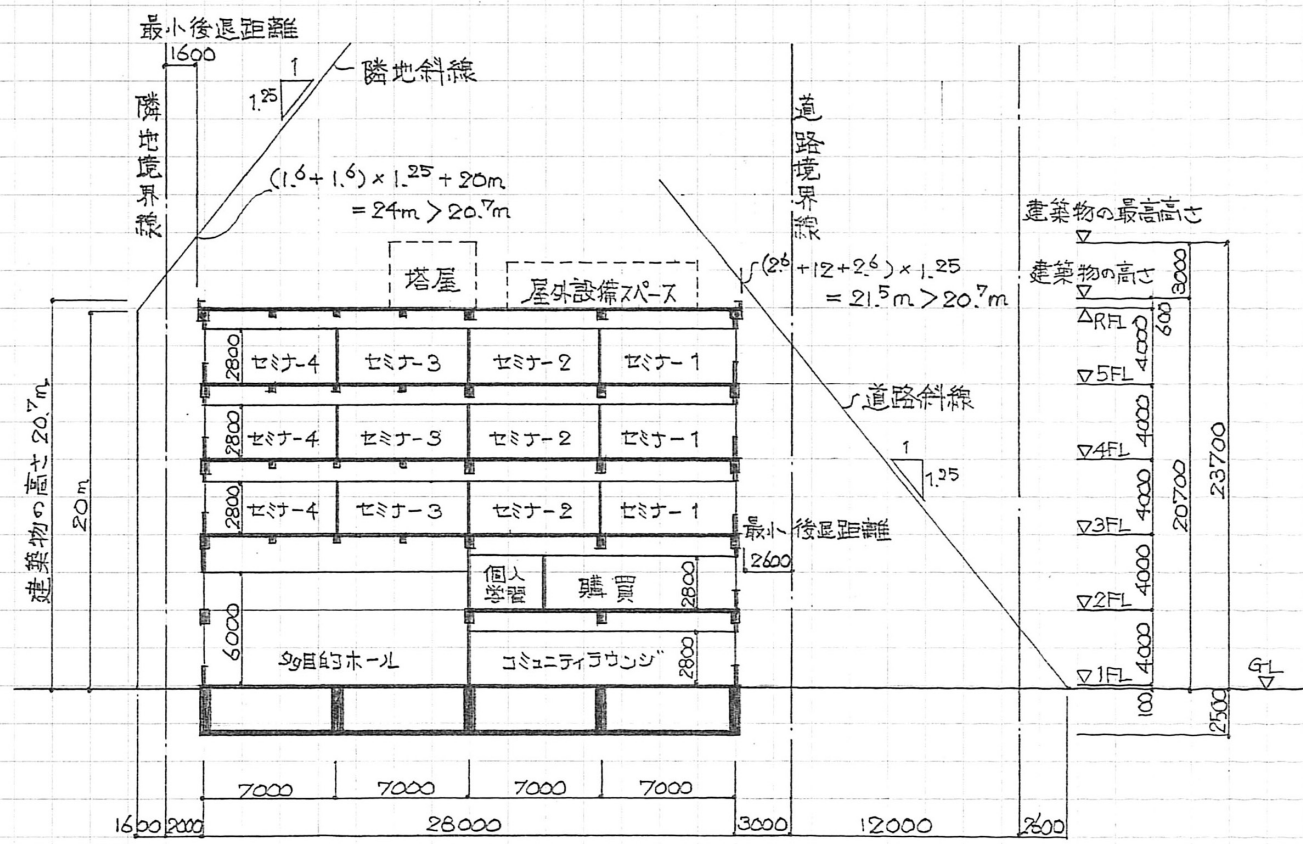 最小後退距離
1600
隣地境界線
1
1.25
隣地斜線
(1.6+1.6)×1.25+20m
=24m>20.7m
道路境界線
(2.6+12+2.6)×1.25
=21.5m>20.7m
建築物の最高高さ
建築物の高さ
3000
600
塔屋
屋外設備スペース
▽RFL
4000
2800
セミナー4
セミナー3
セミナー2
セミナー1
▽5FL
道路斜線
4000
2800
セミナー4
セミナー3
セミナー2
セミナー1
▽4FL
1
1.25
4000
2800
セミナー4
セミナー3
セミナー2
セミナー1
▽3FL
建築物の高さ20.7m
20m
20700
23700
最小後退距離
2600
4000
個人
学習
購買
2800
▽2FL
4000
6000
多目的ホール
コミュニティラウンジ
2800
▽1FL
GL
100
2500
7000
7000
7000
7000
1600
2000
28000
3000
12000
2600